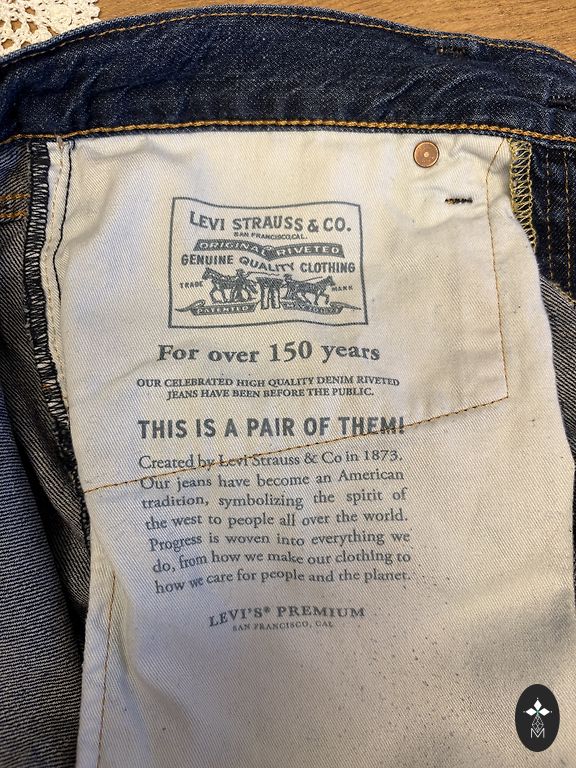 LEVI STRAUSS & CO.
SAN FRANCISCO, CAL.
ORIGINAL RIVETED
GENUINE QUALITY CLOTHING
TRADE MARK
PATENTED
For over 150 years
OUR CELEBRATED HIGH QUALITY DENIM RIVETED
JEANS HAVE BEEN BEFORE THE PUBLIC.
THIS IS A PAIR OF THEM!
Created by Levi Strauss & Co in 1873.
Our jeans have become an American
tradition, symbolizing the spirit of
the west to people all over the world.
Progress is woven into everything we
do, from how we make our clothing to
how we care for people and the planet.
LEVI'S® PREMIUM
SAN FRANCISCO, CAL